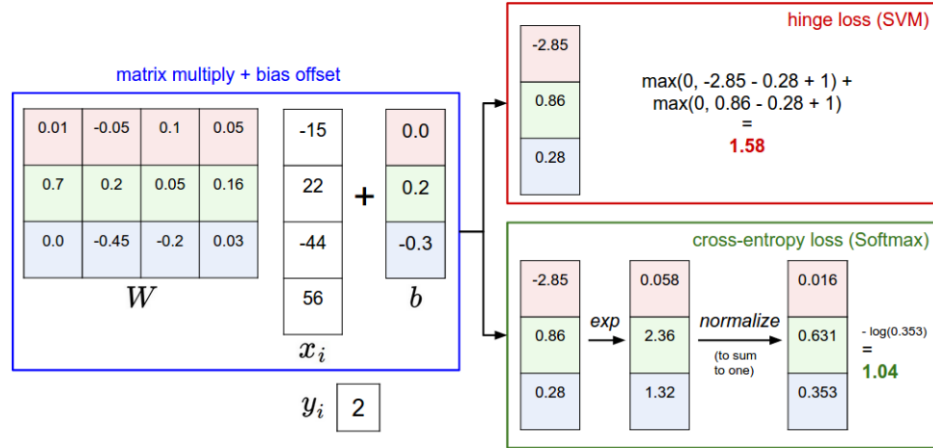 matrix multiply + bias offset
0.01 -0.05 0.1 0.05
0.7 0.2 0.05 0.16
0.0 -0.45 -0.2 0.03
W
-15
22
-44
56
x_i
+
0.0
0.2
-0.3
b
y_i 2
hinge loss (SVM)
-2.85
0.86
0.28
max(0, -2.85 - 0.28 + 1) +
max(0, 0.86 - 0.28 + 1)
=
1.58
cross-entropy loss (Softmax)
-2.85
0.86
0.28
exp
0.058
2.36
1.32
normalize
(to sum
to one)
0.016
0.631
0.353
- log(0.353)
=
1.04